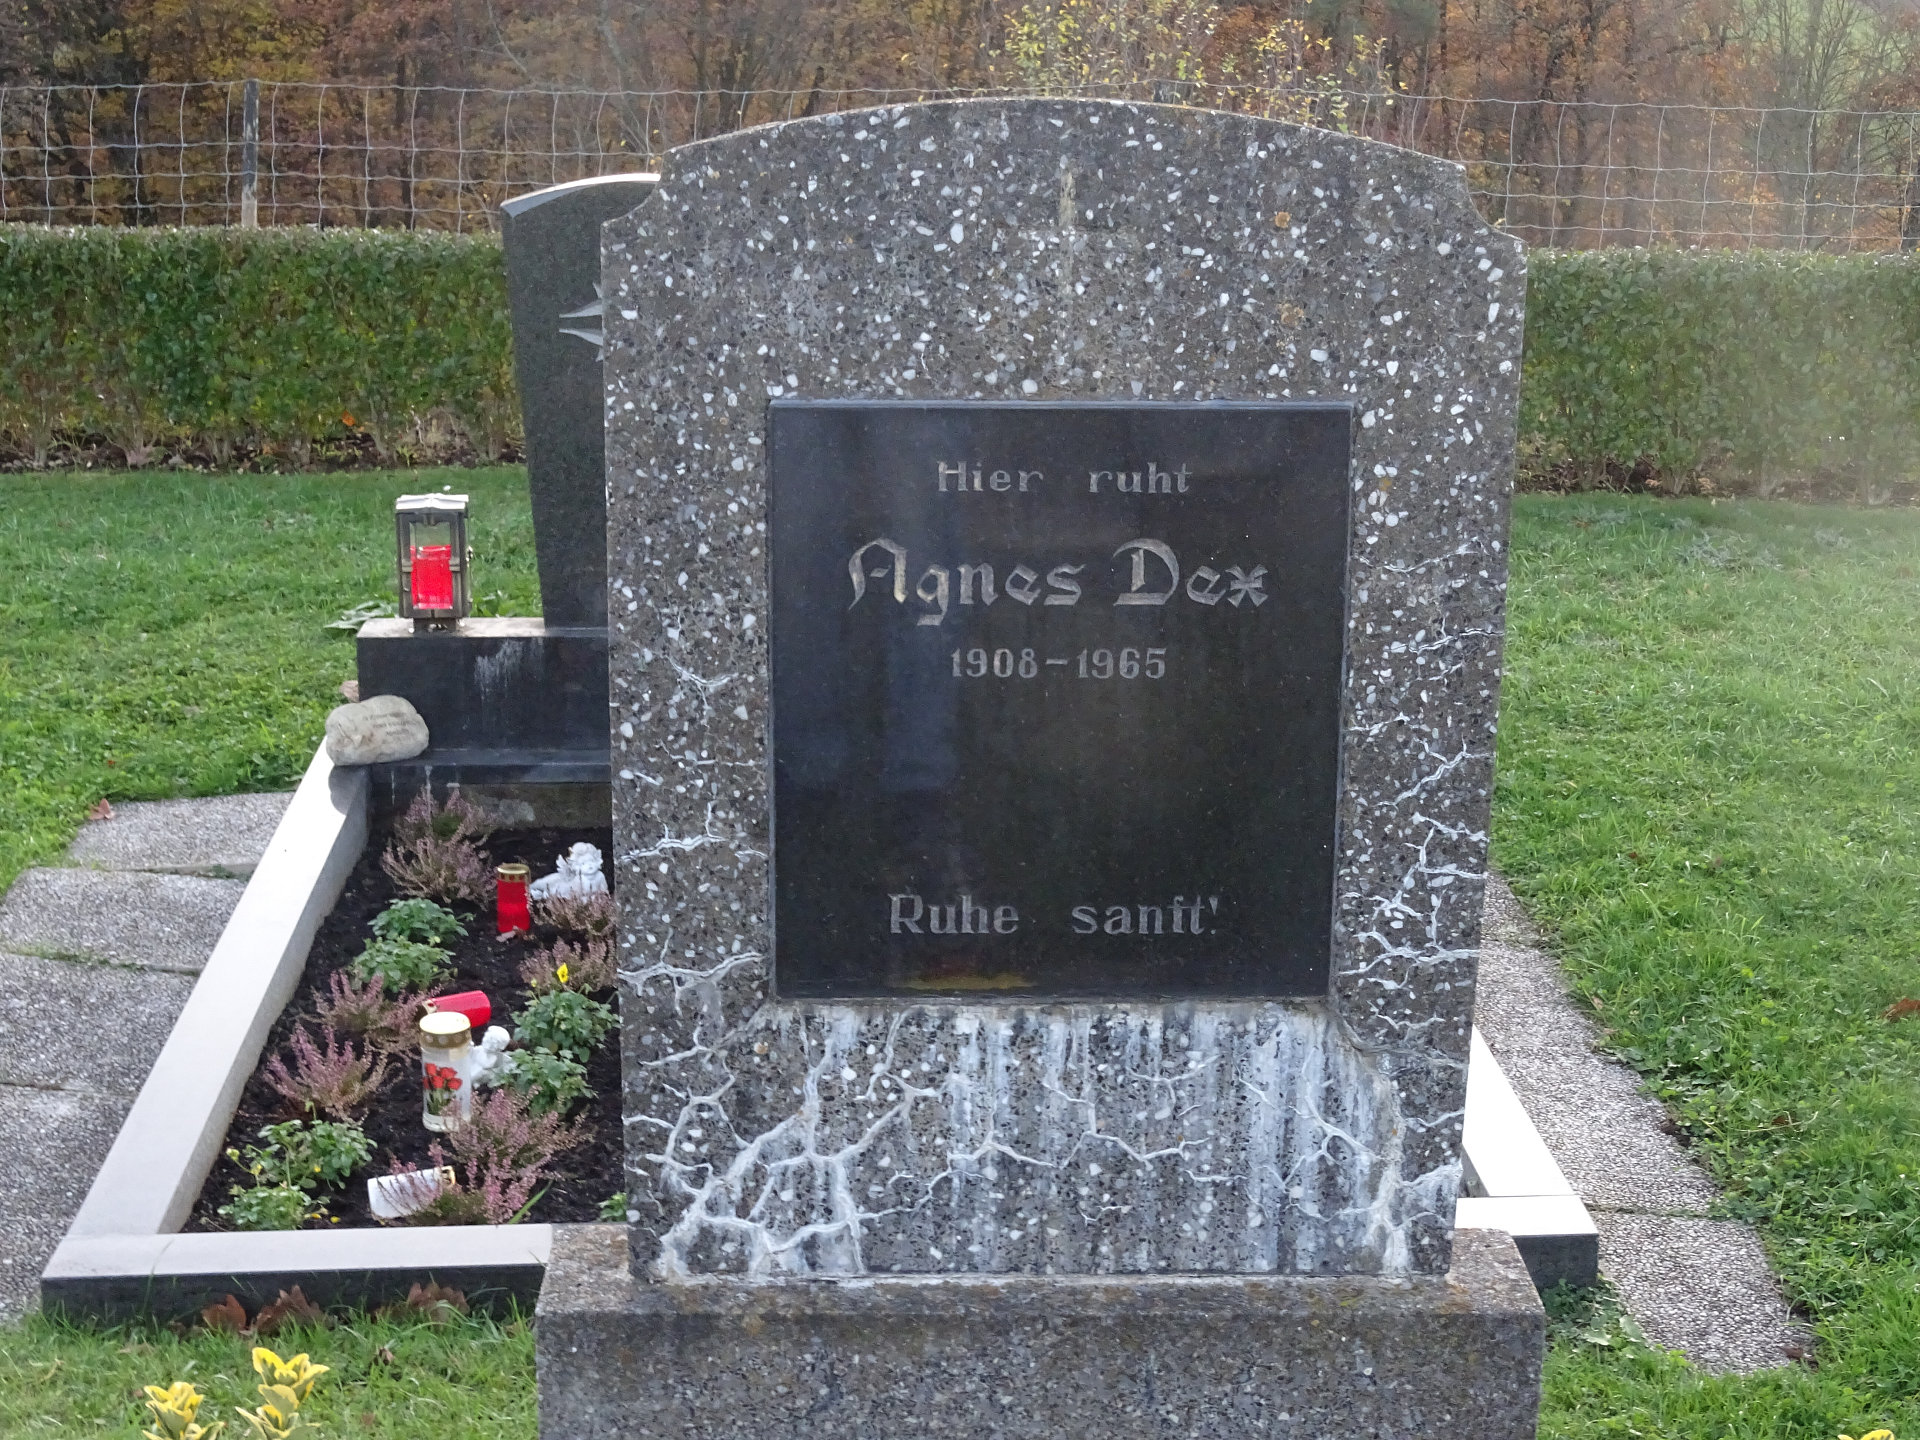 Hier ruht
Agnes Dex
1908-1965
Ruhe sanft!